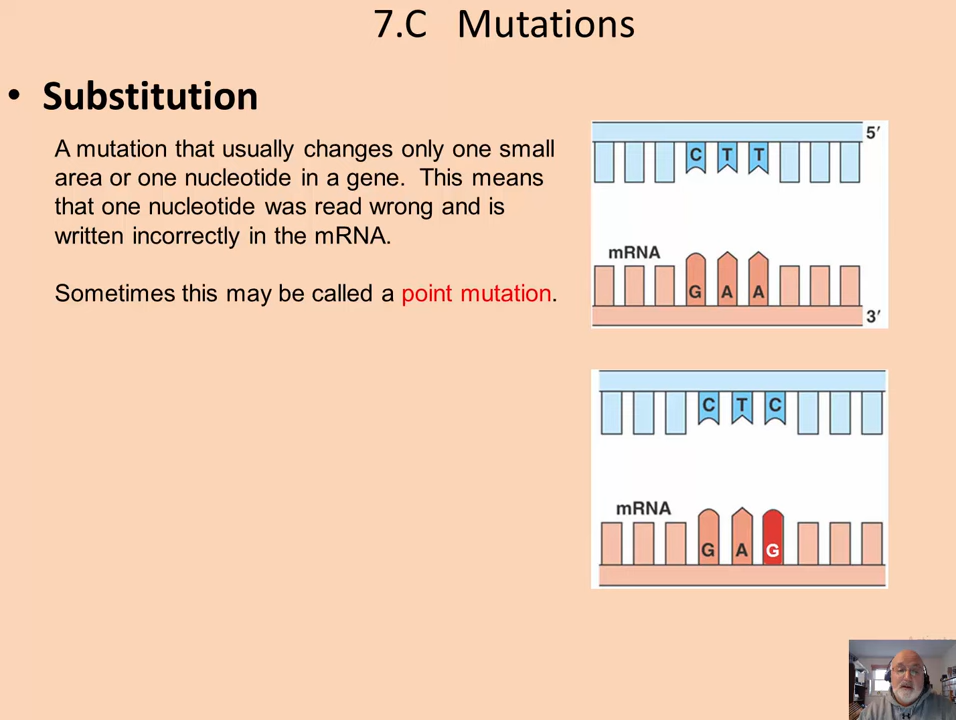 7.C Mutations
• Substitution
A mutation that usually changes only one small
area or one nucleotide in a gene. This means
that one nucleotide was read wrong and is
written incorrectly in the mRNA.
Sometimes this may be called a point mutation.
5′
C T T
mRNA
G A A
3′
C T C
mRNA
G A G